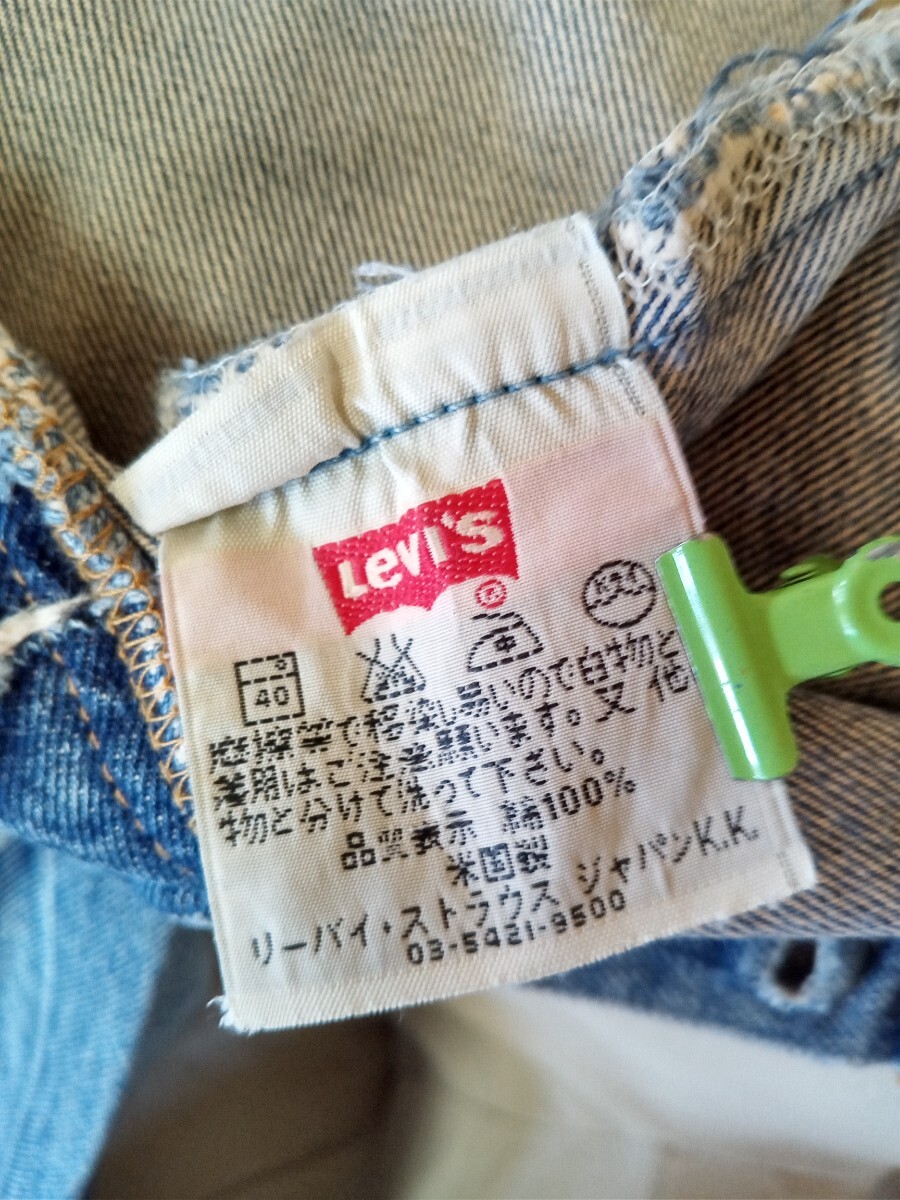 Levi's
®
40
摩擦等で移染し易いので白物と
着用はご注意願います。又 他
物と分けて洗って下さい。
品質表示 綿100%
米国製
リーバイ・ストラウス ジャパンK.K.
03-5421-9500